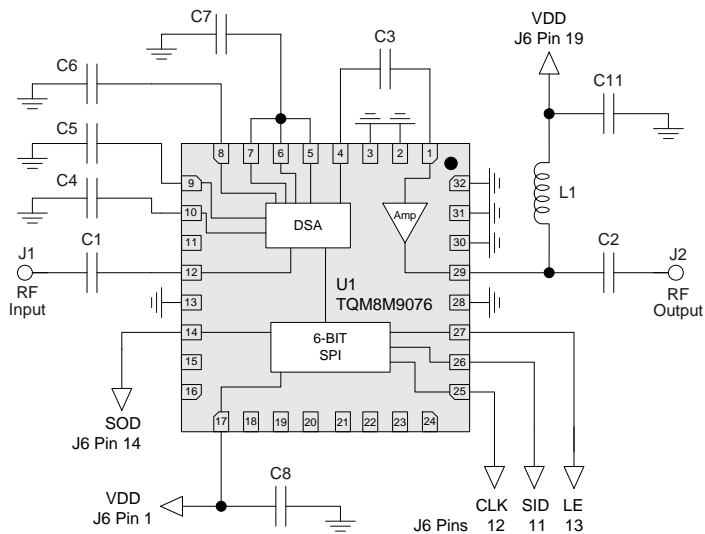 C7
VDD
J6 Pin 19
C3
C6
C11
C5
8 7 6 5 4 3 2 1
C4
9
32
10
DSA
Amp
31
L1
J1
C1
11
30
C2
J2
12
29
RF
Input
U1
TQM8M9076
RF
Output
13
28
14
6-BIT
SPI
27
15
26
16
25
SOD
J6 Pin 14
17 18 19 20 21 22 23 24
C8
VDD
J6 Pin 1
CLK SID LE
J6 Pins 12 11 13